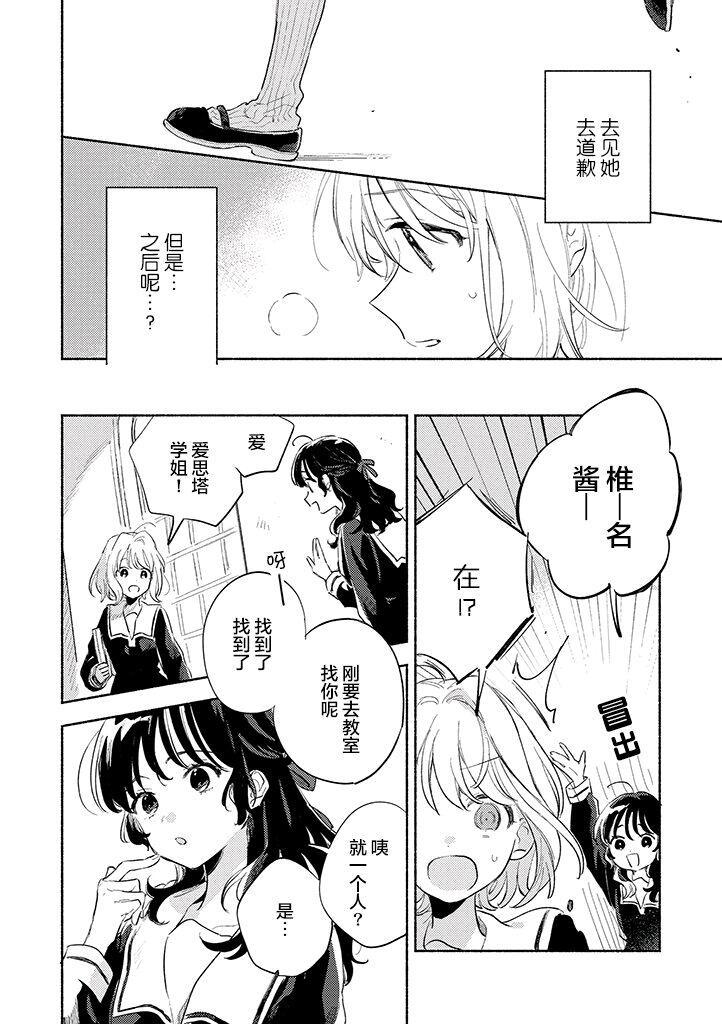 去见她
去道歉
但是…
之后呢…?
椎—名
酱—
在!?
冒出
爱
爱思塔
学姐!
呀
找到了
找到了
刚要去教室
找你呢
咦
就一个人?
是…